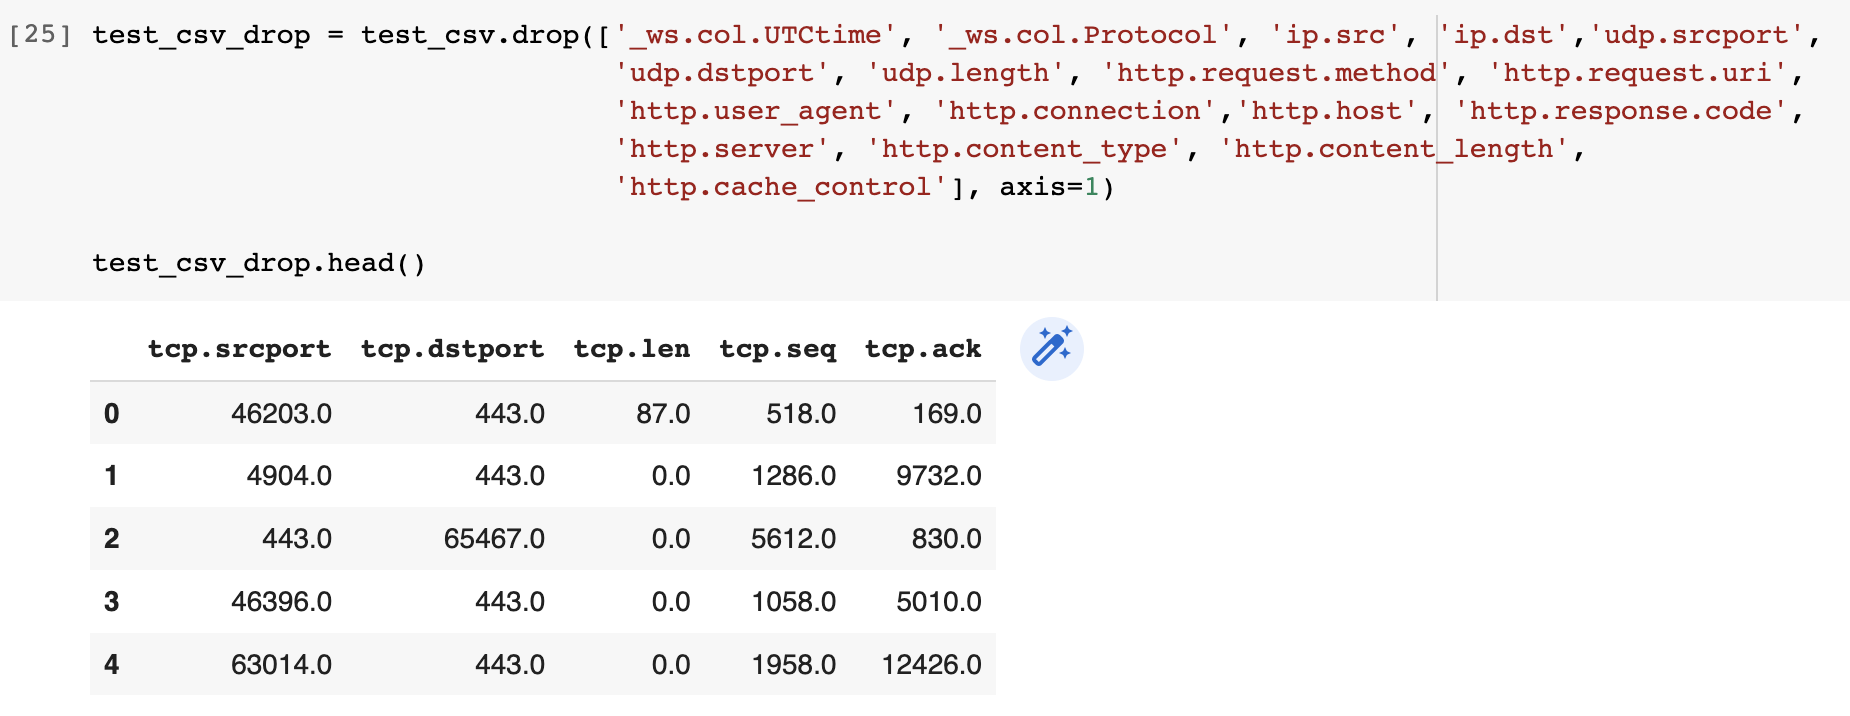 [25] test_csv_drop = test_csv.drop(['_ws.col.UTCtime', '_ws.col.Protocol', 'ip.src', 'ip.dst','udp.srcport',
'udp.dstport', 'udp.length', 'http.request.method', 'http.request.uri',
'http.user_agent', 'http.connection','http.host', 'http.response.code',
'http.server', 'http.content_type', 'http.content_length',
'http.cache_control'], axis=1)
test_csv_drop.head()
tcp.srcport tcp.dstport tcp.len tcp.seq tcp.ack
0 46203.0 443.0 87.0 518.0 169.0
1 4904.0 443.0 0.0 1286.0 9732.0
2 443.0 65467.0 0.0 5612.0 830.0
3 46396.0 443.0 0.0 1058.0 5010.0
4 63014.0 443.0 0.0 1958.0 12426.0